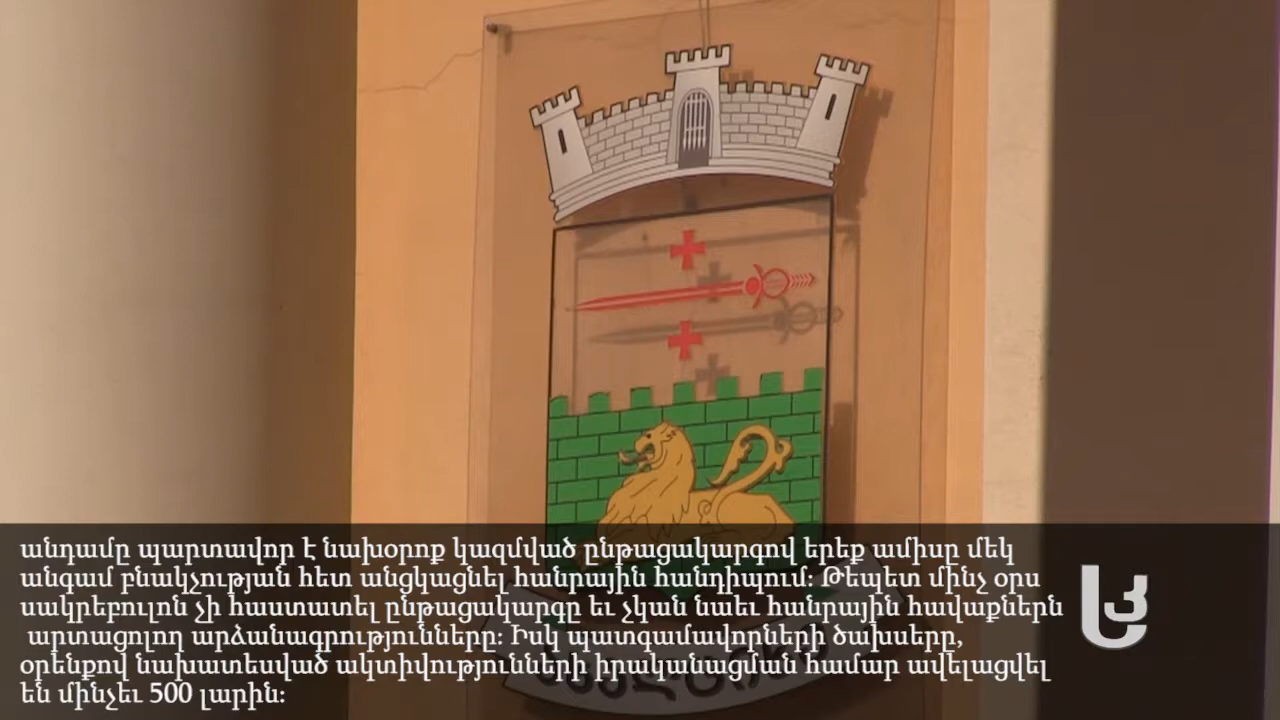 անդամը պարտավոր է նախօրոք կազմված ընթացակարգով երեք ամիսը մեկ
անգամ բնակչության հետ անցկացնել հանրային հանդիպում։ Թեպետ մինչ օրս
սակրեբուլոն չի հաստատել ընթացակարգը եւ չկան նաեւ հանրային հավաքներն
արտացոլող արձանագրությունները։ Իսկ պատգամավորների ծախսերը,
օրենքով նախատեսված ակտիվությունների իրականացման համար ավելացվել
են մինչեւ 500 լարին։